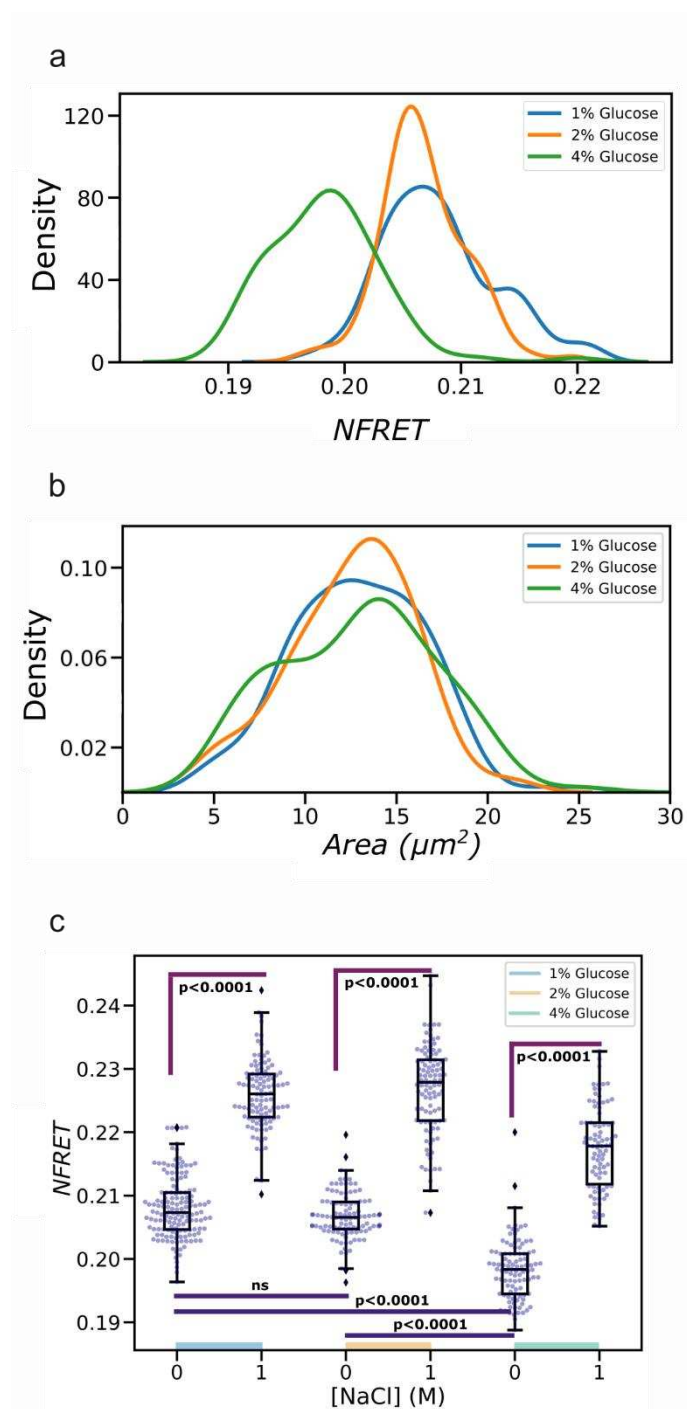 a
Density
120
80
40
0
1% Glucose
2% Glucose
4% Glucose
0.19 0.20 0.21 0.22
NFRET
b
Density
0.10
0.06
0.02
1% Glucose
2% Glucose
4% Glucose
0 5 10 15 20 25 30
Area (μm²)
c
NFRET
0.24
0.23
0.22
0.21
0.20
0.19
1% Glucose
2% Glucose
4% Glucose
p<0.0001
p<0.0001
p<0.0001
ns
p<0.0001
p<0.0001
0 1 0 1 0 1
[NaCl] (M)